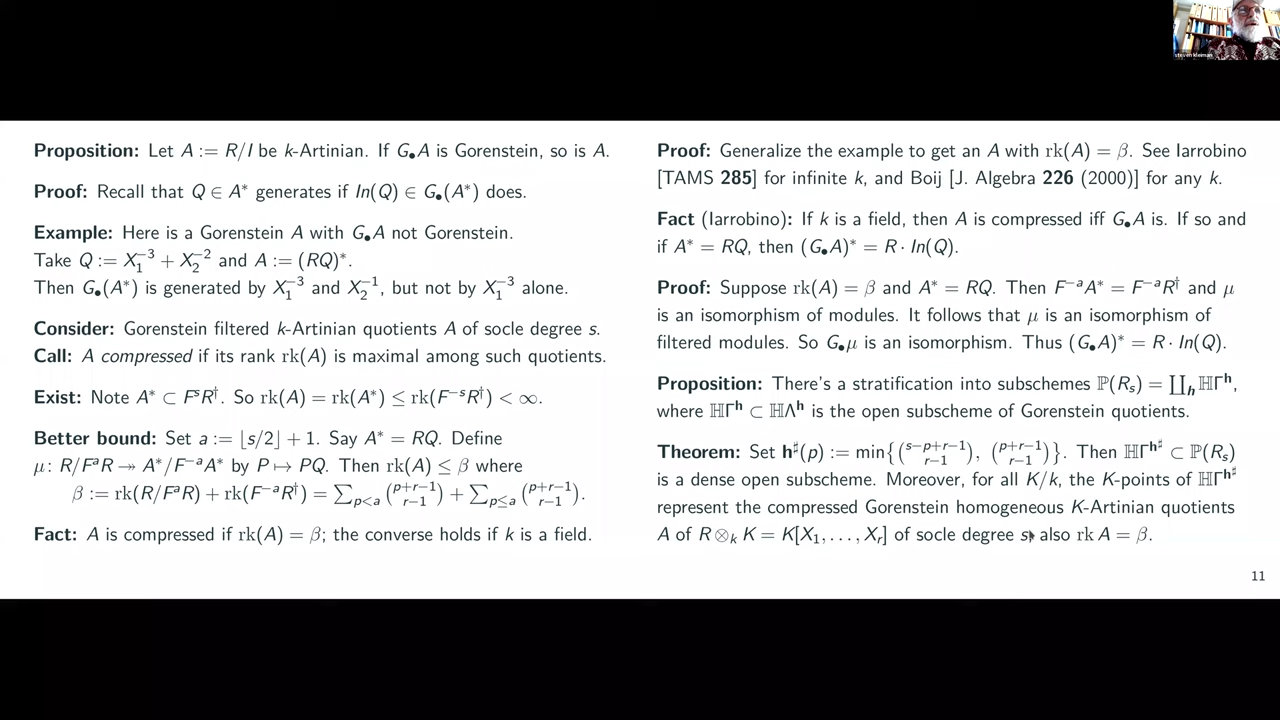 steven kleiman
Proposition: Let A := R/I be k-Artinian. If G•A is Gorenstein, so is A.
Proof: Recall that Q ∈ A* generates if In(Q) ∈ G•(A*) does.
Example: Here is a Gorenstein A with G•A not Gorenstein.
Take Q := X₁⁻³ + X₂⁻² and A := (RQ)*.
Then G•(A*) is generated by X₁⁻³ and X₂⁻¹, but not by X₁⁻³ alone.
Consider: Gorenstein filtered k-Artinian quotients A of socle degree s.
Call: A compressed if its rank rk(A) is maximal among such quotients.
Exist: Note A* ⊂ FˢR†. So rk(A) = rk(A*) ≤ rk(F⁻ˢR†) < ∞.
Better bound: Set a := ⌊s/2⌋ + 1. Say A* = RQ. Define
μ: R/FᵃR ↠ A*/F⁻ᵃA* by P ↦ PQ. Then rk(A) ≤ β where
β := rk(R/FᵃR) + rk(F⁻ᵃR†) = ∑_{p<a} (p+r−1 r−1) + ∑_{p≤a} (p+r−1 r−1).
Fact: A is compressed if rk(A) = β; the converse holds if k is a field.
Proof: Generalize the example to get an A with rk(A) = β. See Iarrobino
[TAMS 285] for infinite k, and Boij [J. Algebra 226 (2000)] for any k.
Fact (Iarrobino): If k is a field, then A is compressed iff G•A is. If so and
if A* = RQ, then (G•A)* = R · In(Q).
Proof: Suppose rk(A) = β and A* = RQ. Then F⁻ᵃA* = F⁻ᵃR† and μ
is an isomorphism of modules. It follows that μ is an isomorphism of
filtered modules. So G•μ is an isomorphism. Thus (G•A)* = R · In(Q).
Proposition: There's a stratification into subschemes ℙ(Rₛ) = ∐_h ℍΓʰ,
where ℍΓʰ ⊂ ℍΛʰ is the open subscheme of Gorenstein quotients.
Theorem: Set h♯(p) := min{(s−p+r−1 r−1), (p+r−1 r−1)}. Then ℍΓ^{h♯} ⊂ ℙ(Rₛ)
is a dense open subscheme. Moreover, for all K/k, the K-points of ℍΓ^{h♯}
represent the compressed Gorenstein homogeneous K-Artinian quotients
A of R ⊗ₖ K = K[X₁, . . . , Xᵣ] of socle degree s; also rk A = β.
11